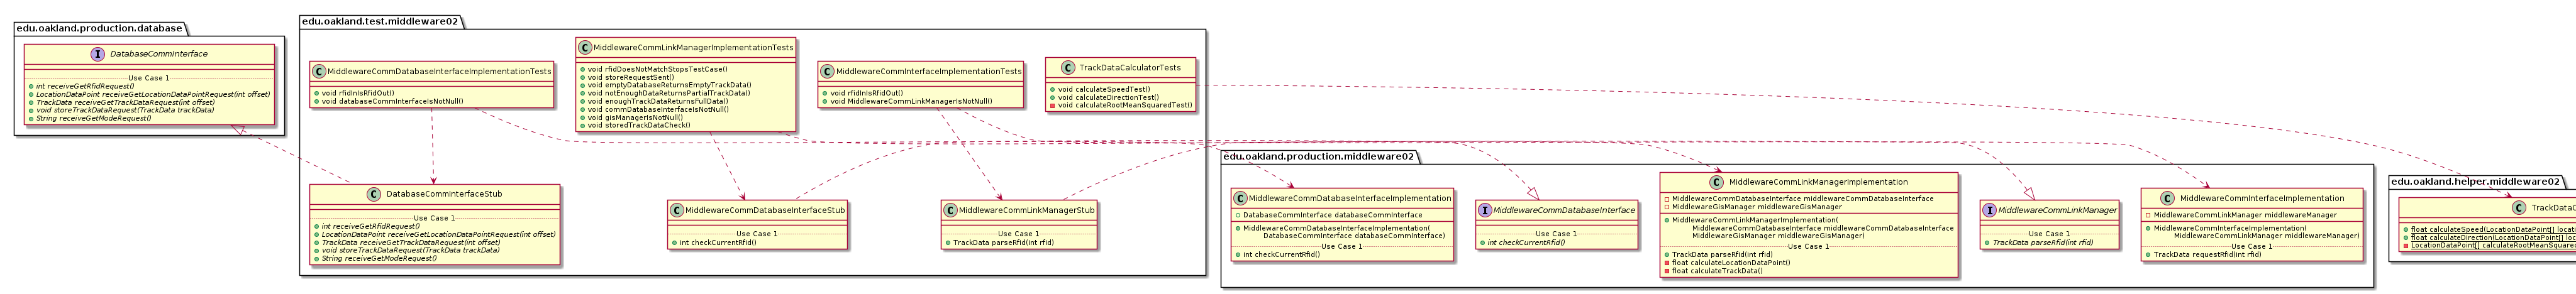 edu.oakland.production.database
I DatabaseCommInterface
Use Case 1
int receiveGetRfidRequest()
LocationDataPoint receiveGetLocationDataPointRequest(int offset)
TrackData receiveGetTrackDataRequest(int offset)
void storeTrackDataRequest(TrackData trackData)
String receiveGetModeRequest()
edu.oakland.test.middleware02
C MiddlewareCommDatabaseInterfaceImplementationTests
void rfidInIsRfidOut()
void databaseCommInterfaceIsNotNull()
C MiddlewareCommLinkManagerImplementationTests
void rfidDoesNotMatchStopsTestCase()
void storeRequestSent()
void emptyDatabaseReturnsEmptyTrackData()
void notEnoughDataReturnsPartialTrackData()
void enoughTrackDataReturnsFullData()
void commDatabaseInterfaceIsNotNull()
void gisManagerIsNotNull()
void storedTrackDataCheck()
C MiddlewareCommInterfaceImplementationTests
void rfidInIsRfidOut()
void MiddlewareCommLinkManagerIsNotNull()
C TrackDataCalculatorTests
void calculateSpeedTest()
void calculateDirectionTest()
void calculateRootMeanSquaredTest()
C DatabaseCommInterfaceStub
Use Case 1
int receiveGetRfidRequest()
LocationDataPoint receiveGetLocationDataPointRequest(int offset)
TrackData receiveGetTrackDataRequest(int offset)
void storeTrackDataRequest(TrackData trackData)
String receiveGetModeRequest()
C MiddlewareCommDatabaseInterfaceStub
Use Case 1
int checkCurrentRfid()
C MiddlewareCommLinkManagerStub
Use Case 1
TrackData parseRfid(int rfid)
edu.oakland.production.middleware02
C MiddlewareCommDatabaseInterfaceImplementation
DatabaseCommInterface databaseCommInterface
MiddlewareCommDatabaseInterfaceImplementation(
DatabaseCommInterface databaseCommInterface)
Use Case 1
int checkCurrentRfid()
I MiddlewareCommDatabaseInterface
Use Case 1
int checkCurrentRfid()
C MiddlewareCommLinkManagerImplementation
MiddlewareCommDatabaseInterface middlewareCommDatabaseInterface
MiddlewareGisManager middlewareGisManager
MiddlewareCommLinkManagerImplementation(
MiddlewareCommDatabaseInterface middlewareCommDatabaseInterface
MiddlewareGisManager middlewareGisManager)
Use Case 1
TrackData parseRfid(int rfid)
float calculateLocationDataPoint()
float calculateTrackData()
I MiddlewareCommLinkManager
Use Case 1
TrackData parseRfid(int rfid)
C MiddlewareCommInterfaceImplementation
MiddlewareCommLinkManager middlewareManager
MiddlewareCommInterfaceImplementation(
MiddlewareCommLinkManager middlewareManager)
Use Case 1
TrackData requestRfid(int rfid)
edu.oakland.helper.middleware02
C TrackDataC
float calculateSpeed(LocationDataPoint[] locati
float calculateDirection(LocationDataPoint[] loc
LocationDataPoint[] calculateRootMeanSquared